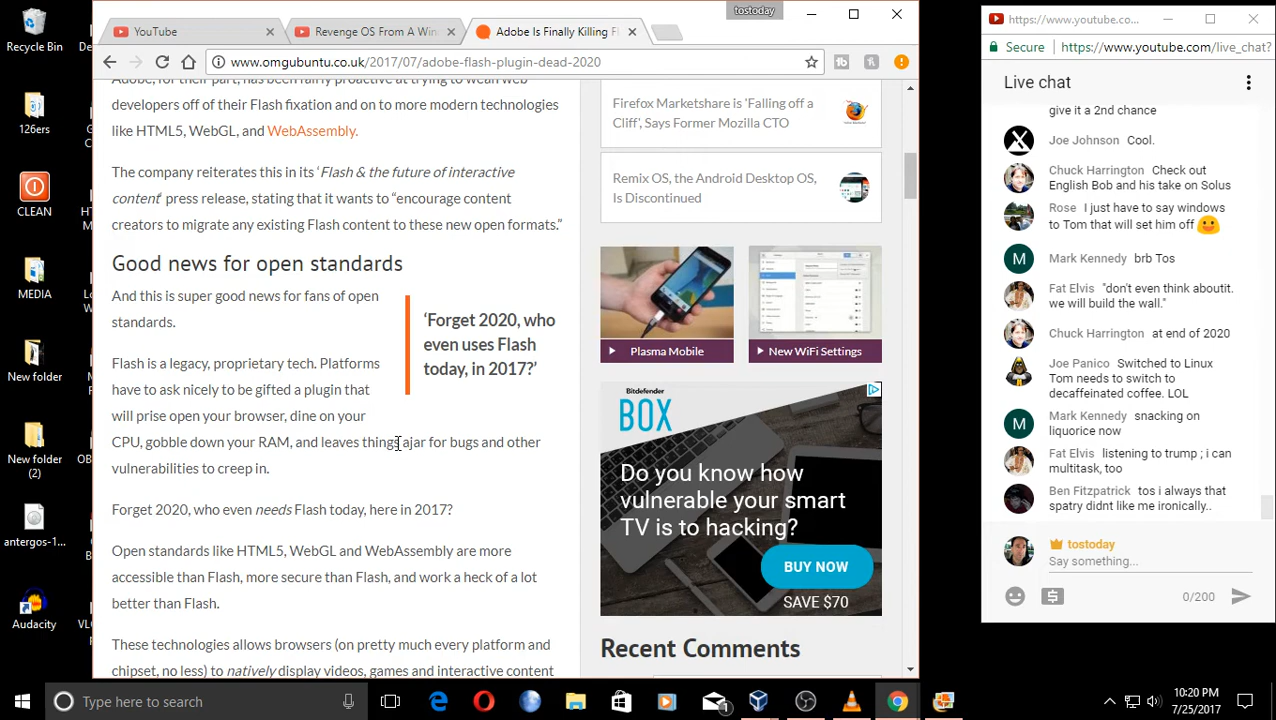 Recycle Bin
126ers
CLEAN
MEDIA
New folder
New folder
(2)
antergos-1...
Audacity
tostoday
YouTube
Revenge OS From A Win
Adobe Is Finally Killing F
www.omgubuntu.co.uk/2017/07/adobe-flash-plugin-dead-2020
Adobe, for their part, has been fairly proactive at trying to wean web
developers off of their Flash fixation and on to more modern technologies
like HTML5, WebGL, and WebAssembly.
The company reiterates this in its ‘Flash & the future of interactive
content’ press release, stating that it wants to “encourage content
creators to migrate any existing Flash content to these new open formats.”
Good news for open standards
And this is super good news for fans of open
standards.
‘Forget 2020, who
even uses Flash
today, in 2017?’
Flash is a legacy, proprietary tech. Platforms
have to ask nicely to be gifted a plugin that
will prise open your browser, dine on your
CPU, gobble down your RAM, and leaves things ajar for bugs and other
vulnerabilities to creep in.
Forget 2020, who even needs Flash today, here in 2017?
Open standards like HTML5, WebGL and WebAssembly are more
accessible than Flash, more secure than Flash, and work a heck of a lot
better than Flash.
These technologies allows browsers (on pretty much every platform and
chipset, no less) to natively display videos, games and interactive content
Firefox Marketshare is 'Falling off a
Cliff', Says Former Mozilla CTO
Remix OS, the Android Desktop OS,
Is Discontinued
Plasma Mobile
New WiFi Settings
Bitdefender
BOX
Do you know how
vulnerable your smart
TV is to hacking?
BUY NOW
SAVE $70
Recent Comments
https://www.youtube.co...
Secure
https://www.youtube.com/live_chat?
Live chat
give it a 2nd chance
Joe Johnson Cool.
Chuck Harrington Check out
English Bob and his take on Solus
Rose I just have to say windows
to Tom that will set him off
Mark Kennedy brb Tos
Fat Elvis "don't even think aboutit.
we will build the wall."
Chuck Harrington at end of 2020
Joe Panico Switched to Linux
Tom needs to switch to
decaffeinated coffee. LOL
Mark Kennedy snacking on
liquorice now
Fat Elvis listening to trump ; i can
multitask, too
Ben Fitzpatrick tos i always that
spatry didnt like me ironically..
tostoday
Say something...
0/200
Type here to search
10:20 PM
7/25/2017